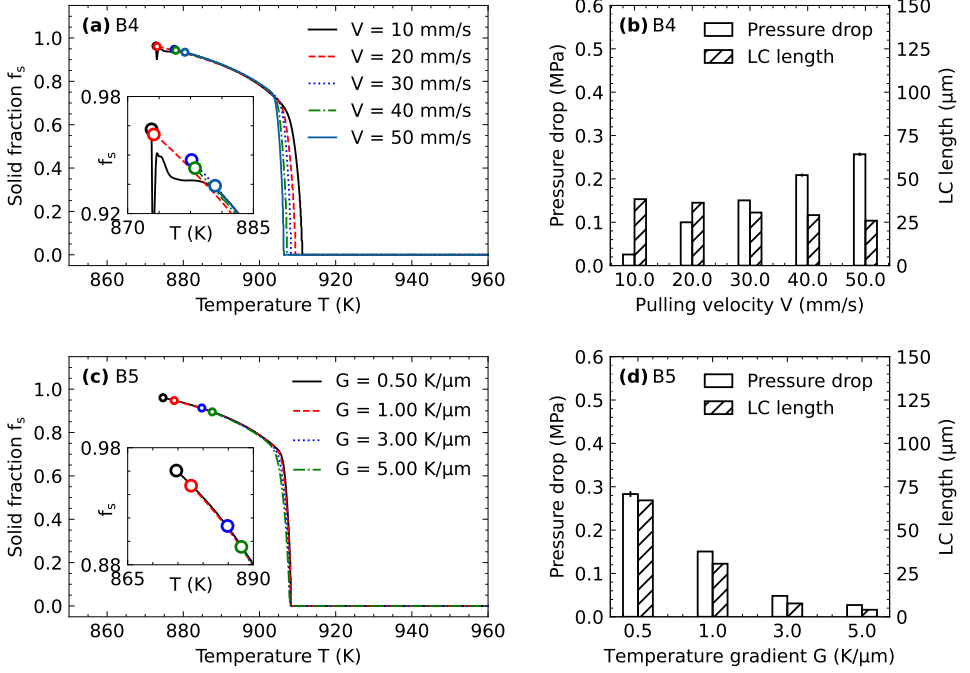 (a) B4
V = 10 mm/s
V = 20 mm/s
V = 30 mm/s
V = 40 mm/s
V = 50 mm/s
Solid fraction fs
1.0
0.8
0.6
0.4
0.2
0.0
0.98
fs
0.92
870
885
T (K)
860 880 900 920 940 960
Temperature T (K)
(b) B4
Pressure drop
LC length
Pressure drop (MPa)
0.6
0.5
0.4
0.3
0.2
0.1
0.0
150
125
100
75
50
25
0
LC length (μm)
10.0 20.0 30.0 40.0 50.0
Pulling velocity V (mm/s)
(c) B5
G = 0.50 K/μm
G = 1.00 K/μm
G = 3.00 K/μm
G = 5.00 K/μm
Solid fraction fs
1.0
0.8
0.6
0.4
0.2
0.0
0.98
fs
0.88
865
890
T (K)
860 880 900 920 940 960
Temperature T (K)
(d) B5
Pressure drop
LC length
Pressure drop (MPa)
0.6
0.5
0.4
0.3
0.2
0.1
0.0
150
125
100
75
50
25
0
LC length (μm)
0.5 1.0 3.0 5.0
Temperature gradient G (K/μm)